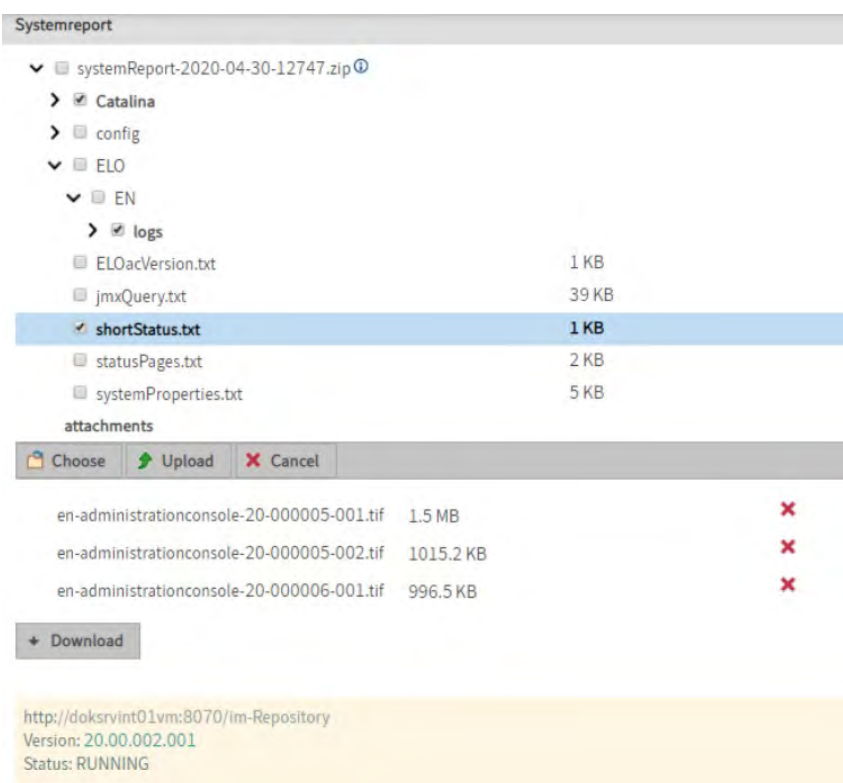 Systemreport
systemReport-2020-04-30-12747.zip
Catalina
config
ELO
EN
logs
ELOacVersion.txt 1 KB
jmxQuery.txt 39 KB
shortStatus.txt 1 KB
statusPages.txt 2 KB
systemProperties.txt 5 KB
attachments
Choose Upload Cancel
en-administrationconsole-20-000005-001.tif 1.5 MB
en-administrationconsole-20-000005-002.tif 1015.2 KB
en-administrationconsole-20-000006-001.tif 996.5 KB
Download
http://doksrvint01vm:8070/im-Repository
Version: 20.00.002.001
Status: RUNNING